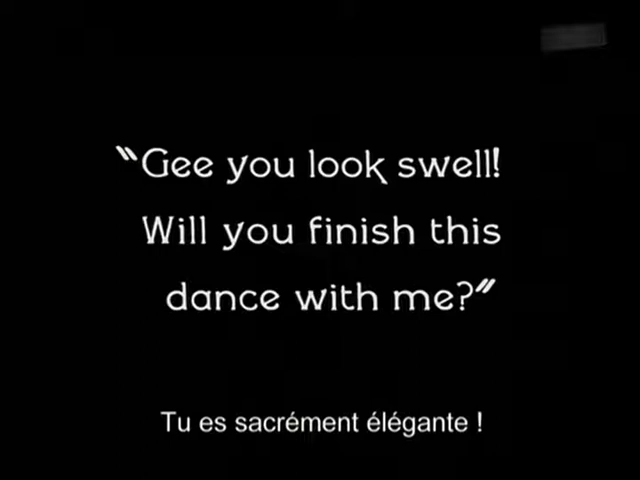 "Gee you look swell!
Will you finish this
dance with me?"
Tu es sacrément élégante !